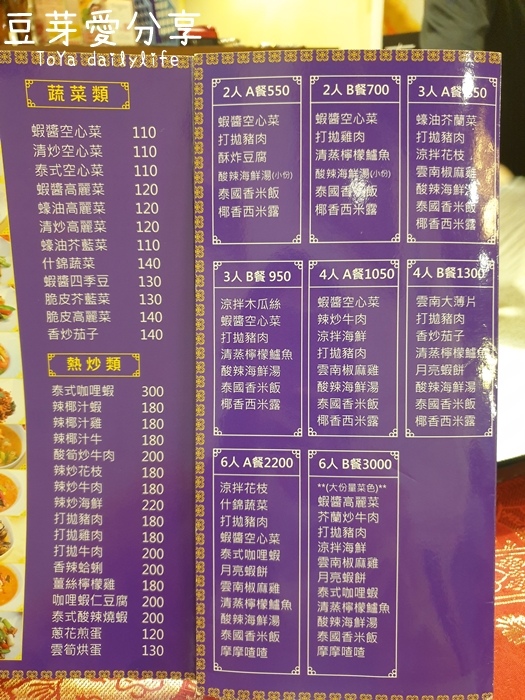 豆芽愛分享
ToYa dailylife
蔬菜類
蝦醬空心菜 110
清炒空心菜 110
泰式空心菜 110
蝦醬高麗菜 120
蠔油高麗菜 120
清炒高麗菜 120
蠔油芥藍菜 110
什錦蔬菜 140
蝦醬四季豆 130
脆皮芥藍菜 130
脆皮高麗菜 140
香炒茄子 140
熱炒類
泰式咖哩蝦 300
辣椰汁蝦 180
辣椰汁雞 180
辣椰汁牛 180
酸筍炒牛肉 200
辣炒花枝 180
辣炒牛肉 180
辣炒海鮮 220
打拋豬肉 180
打拋雞肉 180
打拋牛肉 200
香辣蛤蜊 200
薑絲檸檬雞 180
咖哩蝦仁豆腐 200
泰式酸辣燒蝦 200
蔥花煎蛋 120
雲筍烘蛋 130
2人 A餐550
蝦醬空心菜
打拋豬肉
酥炸豆腐
酸辣海鮮湯(小份)
泰國香米飯
椰香西米露
2人 B餐700
蝦醬空心菜
打拋雞肉
清蒸檸檬鱸魚
酸辣海鮮湯(小份)
泰國香米飯
椰香西米露
3人 A餐
蠔油芥蘭菜
打拋豬肉
涼拌花枝
雲南椒麻雞
酸辣海鮮湯
泰國香米飯
椰香西米露
3人 B餐 950
涼拌木瓜絲
蝦醬空心菜
打拋豬肉
清蒸檸檬鱸魚
酸辣海鮮湯
泰國香米飯
椰香西米露
4人 A餐1050
蝦醬空心菜
辣炒牛肉
涼拌海鮮
打拋豬肉
雲南椒麻雞
酸辣海鮮湯
泰國香米飯
椰香西米露
4人 B餐1300
雲南大薄片
打拋豬肉
香炒茄子
清蒸檸檬鱸魚
月亮蝦餅
酸辣海鮮湯
泰國香米飯
椰香西米露
6人 A餐2200
涼拌花枝
什錦蔬菜
打拋豬肉
蝦醬空心菜
泰式咖哩蝦
月亮蝦餅
雲南椒麻雞
清蒸檸檬鱸魚
酸辣海鮮湯
泰國香米飯
摩摩喳喳
6人 B餐3000
**(大份量菜色)**
蝦醬高麗菜
芥蘭炒牛肉
打拋豬肉
涼拌海鮮
雲南椒麻雞
月亮蝦餅
泰式咖哩蝦
清蒸檸檬鱸魚
酸辣海鮮湯
泰國香米飯
摩摩喳喳